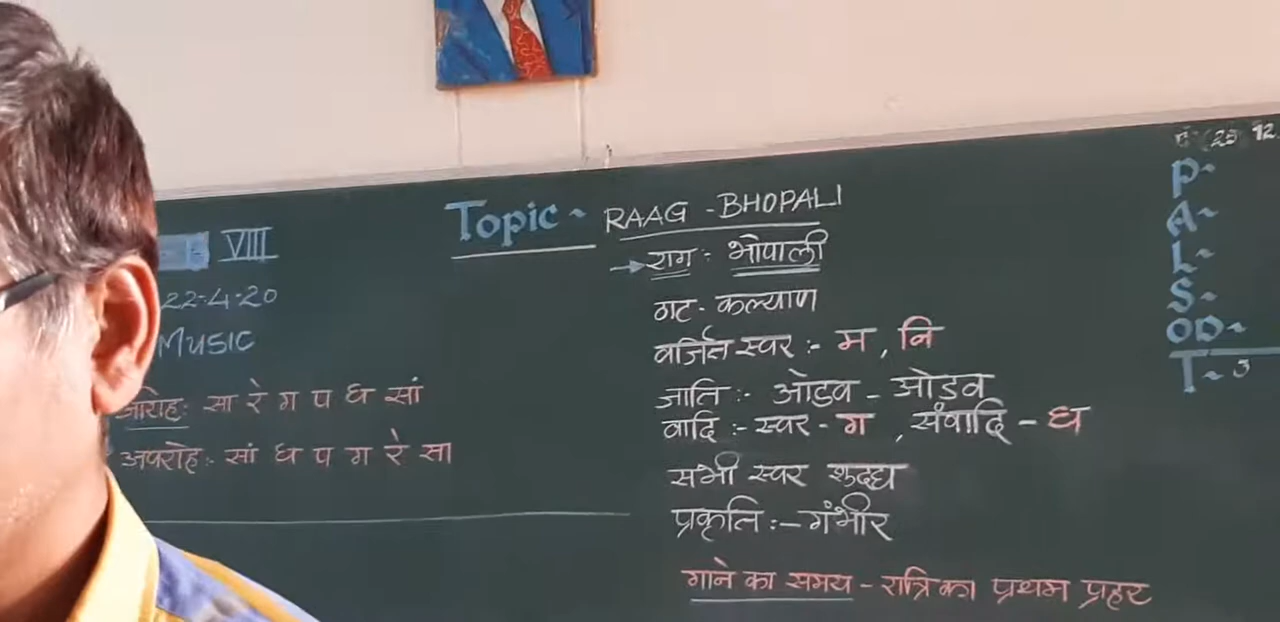 VIII
22-4-20
MUSIC
आरोह: सा रे ग प ध सां
अवरोह:- सां ध प ग रे सा
Topic - RAAG - BHOPALI
→ राग : भोपाली
गट - कल्याण
वर्जित स्वर :- म , नि
जाति :- ओडव - ओडव
वादि :- स्वर - ग , संवादि - ध
सभी स्वर शुद्ध
प्रकृति :- गंभीर
गाने का समय - रात्रि का प्रथम प्रहर
P-
A-
L-
S-
OD-
T-